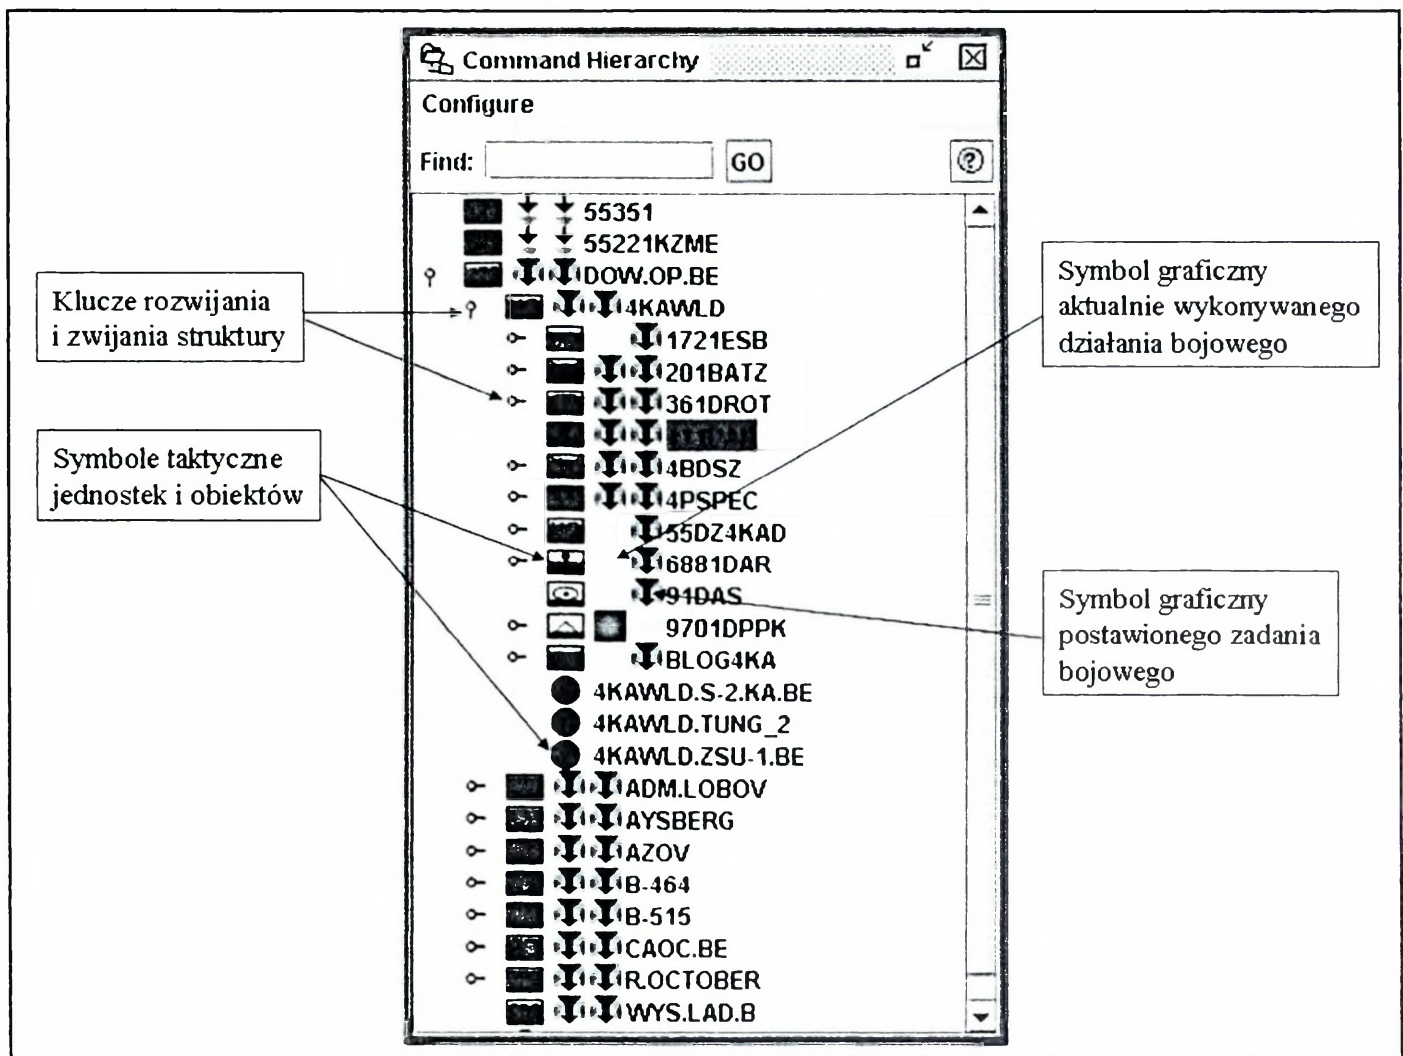 Command Hierarchy
Configure
Find:
GO
55351
55221KZME
DOW.OP.BE
4KAWLD
1721ESB
201BATZ
361DROT
4BDSZ
4PSPEC
55DZ4KAD
6881DAR
91DAS
9701DPPK
BLOG4KA
4KAWLD.S-2.KA.BE
4KAWLD.TUNG_2
4KAWLD.ZSU-1.BE
ADM.LOBOV
AYSBERG
AZOV
B-464
B-515
CAOC.BE
R.OCTOBER
WYS.LAD.B
Klucze rozwijania
i zwijania struktury
Symbole taktyczne
jednostek i obiektów
Symbol graficzny
aktualnie wykonywanego
działania bojowego
Symbol graficzny
postawionego zadania
bojowego